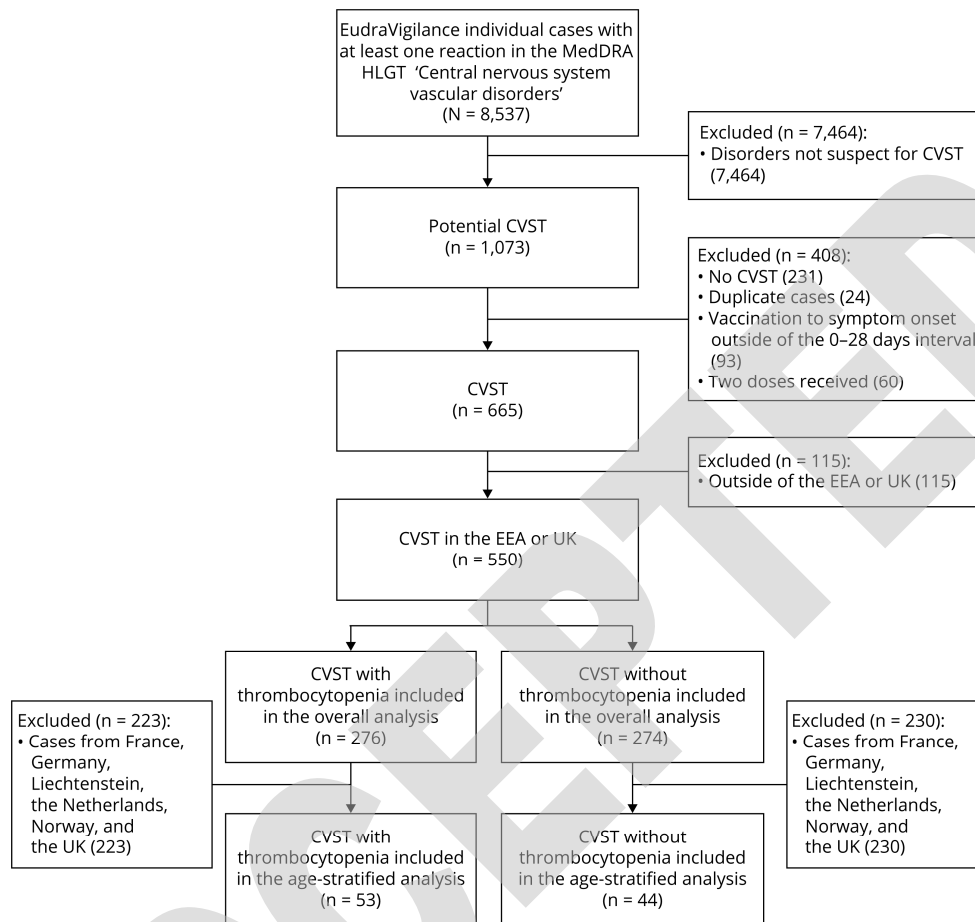 EudraVigilance individual cases with
at least one reaction in the MedDRA
HLGT ‘Central nervous system
vascular disorders’
(N = 8,537)
Excluded (n = 7,464):
• Disorders not suspect for CVST
(7,464)
Potential CVST
(n = 1,073)
Excluded (n = 408):
• No CVST (231)
• Duplicate cases (24)
• Vaccination to symptom onset
outside of the 0–28 days interval
(93)
• Two doses received (60)
CVST
(n = 665)
Excluded (n = 115):
• Outside of the EEA or UK (115)
CVST in the EEA or UK
(n = 550)
CVST with
thrombocytopenia included
in the overall analysis
(n = 276)
CVST without
thrombocytopenia included
in the overall analysis
(n = 274)
Excluded (n = 223):
• Cases from France,
Germany,
Liechtenstein,
the Netherlands,
Norway, and
the UK (223)
Excluded (n = 230):
• Cases from France,
Germany,
Liechtenstein,
the Netherlands,
Norway, and
the UK (230)
CVST with
thrombocytopenia included
in the age-stratified analysis
(n = 53)
CVST without
thrombocytopenia included
in the age-stratified analysis
(n = 44)